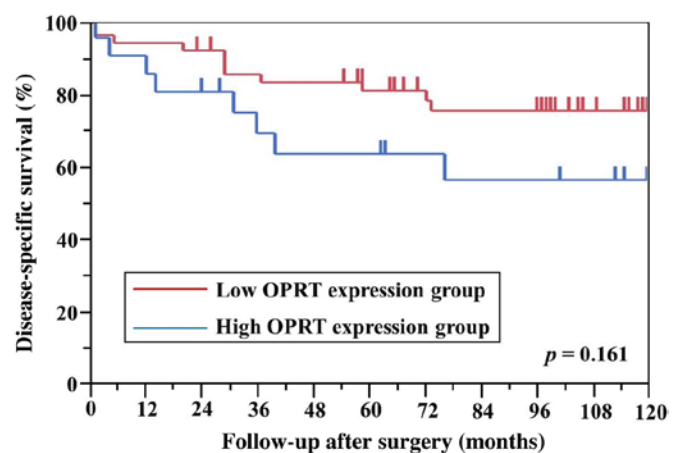 100
80
60
40
20
0
Disease-specific survival (%)
Low OPRT expression group
High OPRT expression group
p = 0.161
0 12 24 36 48 60 72 84 96 108 120
Follow-up after surgery (months)